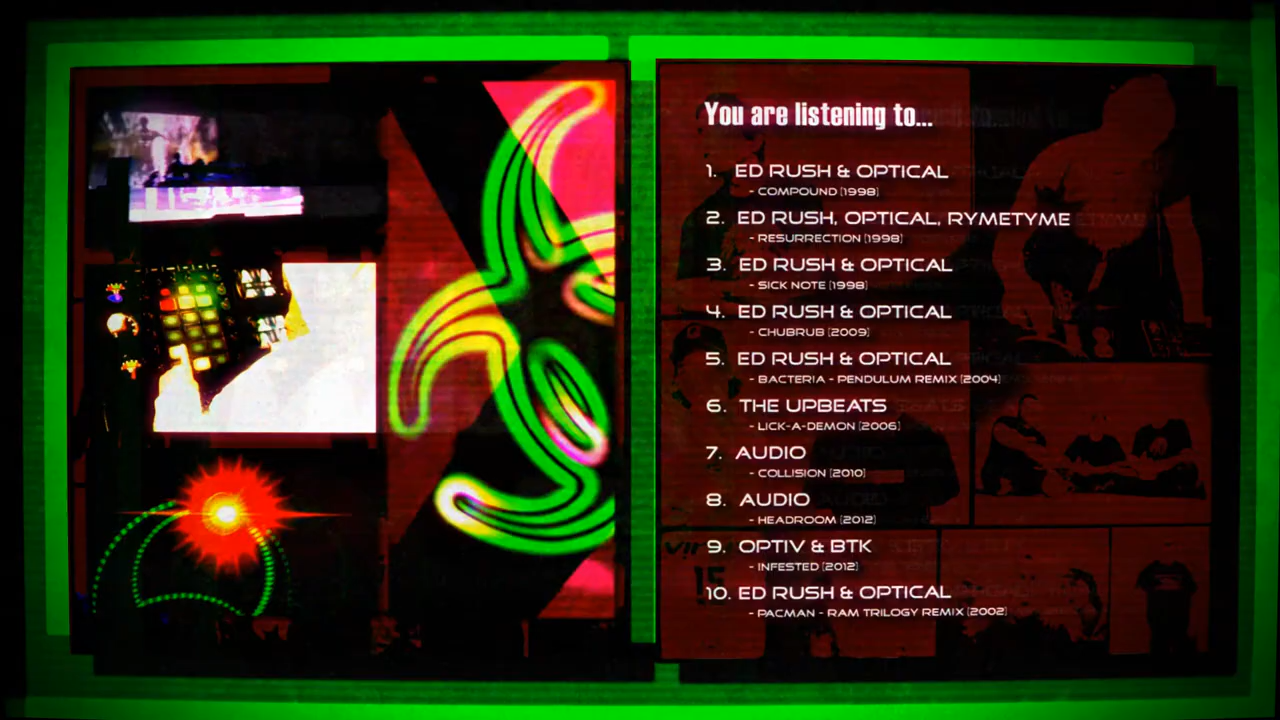 You are listening to...
1. ED RUSH & OPTICAL
- COMPOUND [1998]
2. ED RUSH, OPTICAL, RYMETYME
- RESURRECTION [1998]
3. ED RUSH & OPTICAL
- SICK NOTE [1998]
4. ED RUSH & OPTICAL
- CHUBRUB [2009]
5. ED RUSH & OPTICAL
- BACTERIA - PENDULUM REMIX [2004]
6. THE UPBEATS
- LICK-A-DEMON [2006]
7. AUDIO
- COLLISION [2010]
8. AUDIO
- HEADROOM [2012]
9. OPTIV & BTK
- INFESTED [2012]
10. ED RUSH & OPTICAL
- PACMAN - RAM TRILOGY REMIX [2002]
15